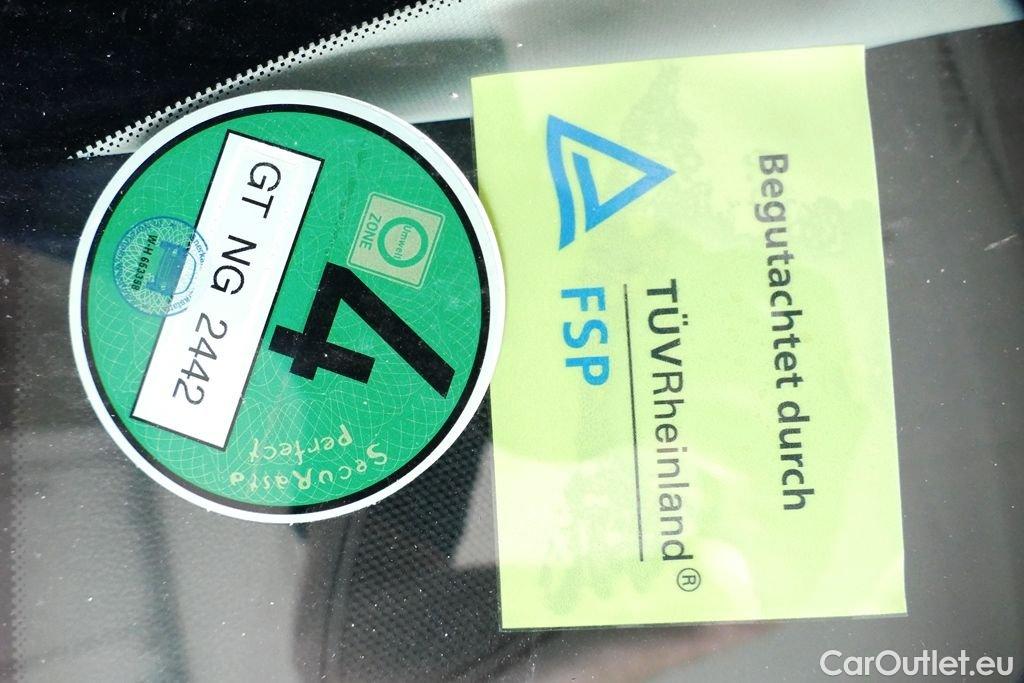 4
Umwelt
ZONE
GT NG 2442
SecuRasta
perfect
Begutachtet durch
TÜVRheinland®
FSP
CarOutlet.eu